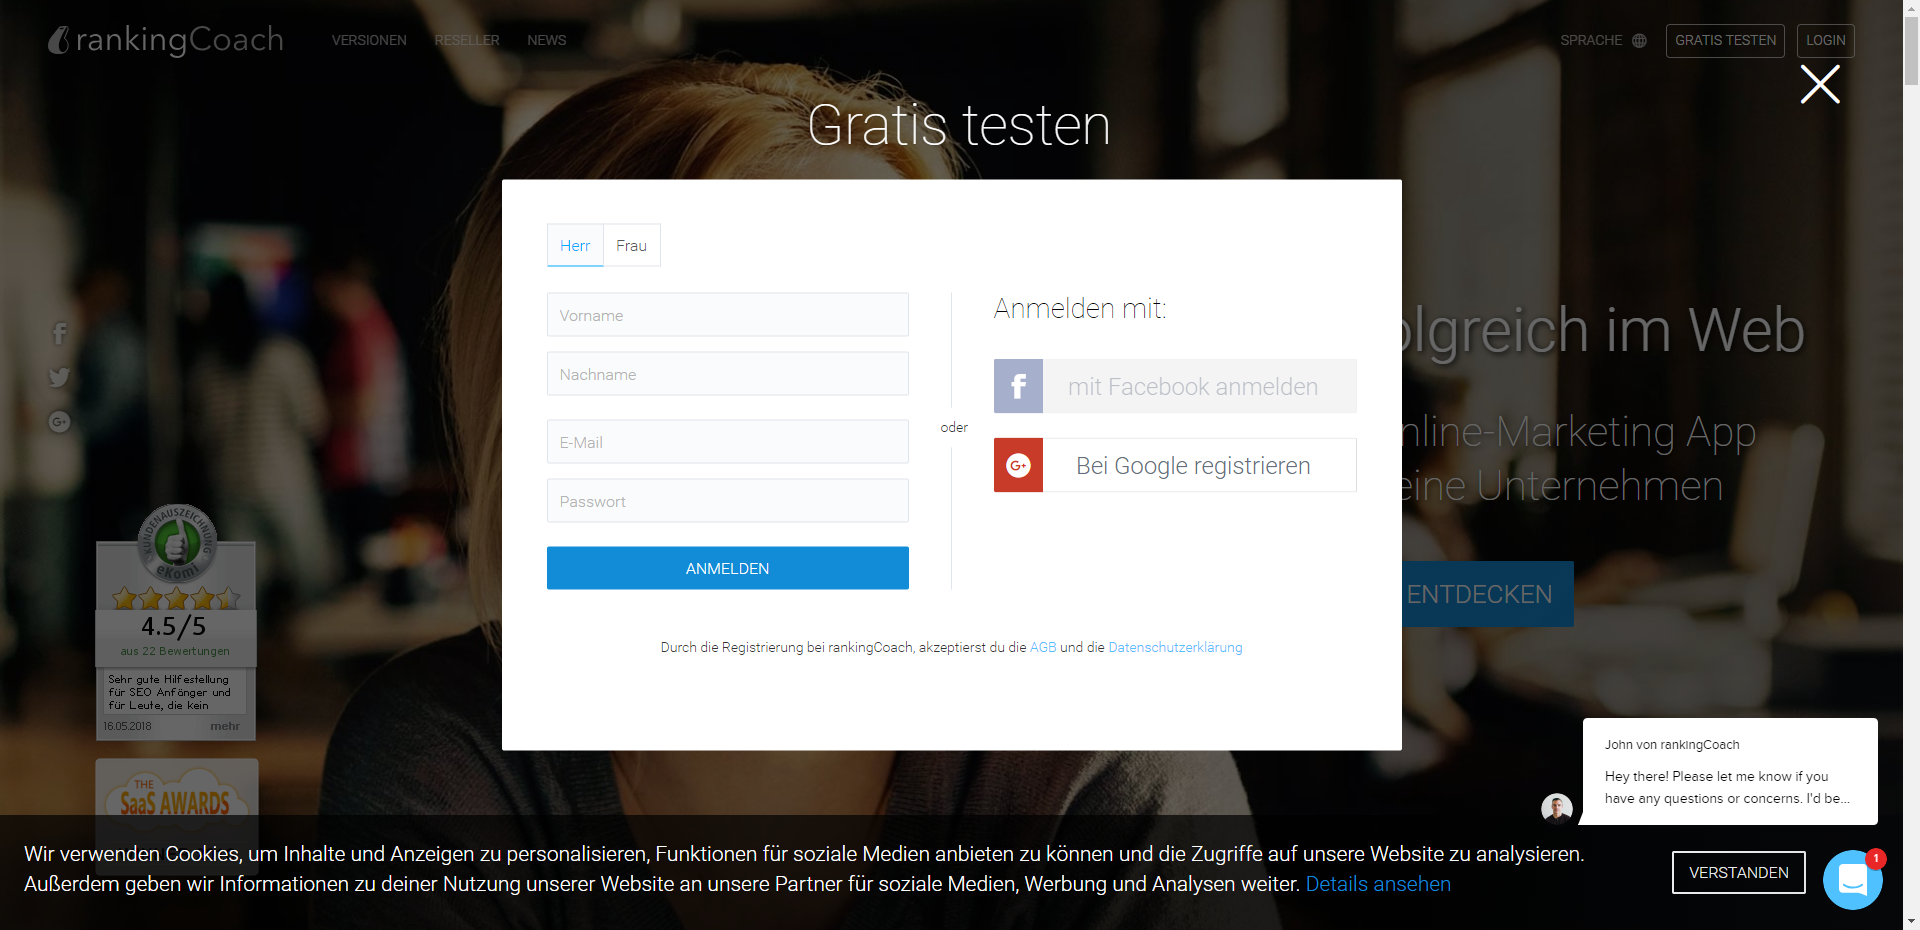 rankingCoach
VERSIONEN
RESELLER
NEWS
SPRACHE
GRATIS TESTEN
LOGIN
Gratis testen
Herr
Frau
Vorname
Nachname
E-Mail
Passwort
ANMELDEN
oder
Anmelden mit:
mit Facebook anmelden
G+
Bei Google registrieren
Durch die Registrierung bei rankingCoach, akzeptierst du die AGB und die Datenschutzerklärung
im Web
Marketing App
Unternehmen
ENTDECKEN
KUNDENAUSZEICHNUNG
eKomi
4.5/5
aus 22 Bewertungen
Sehr gute Hilfestellung
für SEO Anfänger und
für Leute, die kein
16.05.2018
mehr
THE
SaaS AWARDS
John von rankingCoach
Hey there! Please let me know if you
have any questions or concerns. I'd be...
Wir verwenden Cookies, um Inhalte und Anzeigen zu personalisieren, Funktionen für soziale Medien anbieten zu können und die Zugriffe auf unsere Website zu analysieren.
Außerdem geben wir Informationen zu deiner Nutzung unserer Website an unsere Partner für soziale Medien, Werbung und Analysen weiter. Details ansehen
VERSTANDEN
1